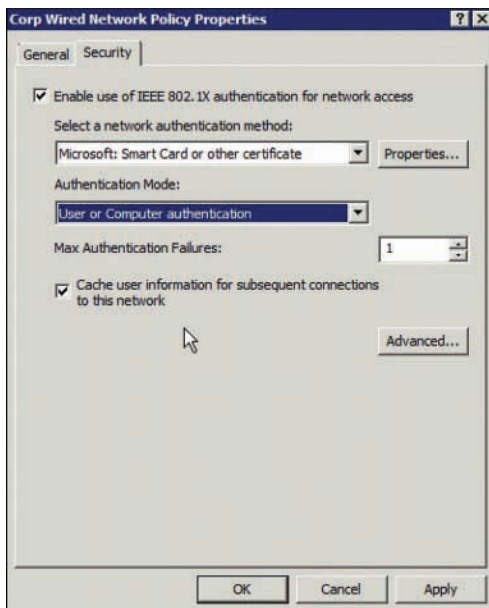 Corp Wired Network Policy Properties
General
Security
Enable use of IEEE 802.1X authentication for network access
Select a network authentication method:
Microsoft: Smart Card or other certificate
Properties...
Authentication Mode:
User or Computer authentication
Max Authentication Failures:
1
Cache user information for subsequent connections
to this network
Advanced...
OK
Cancel
Apply